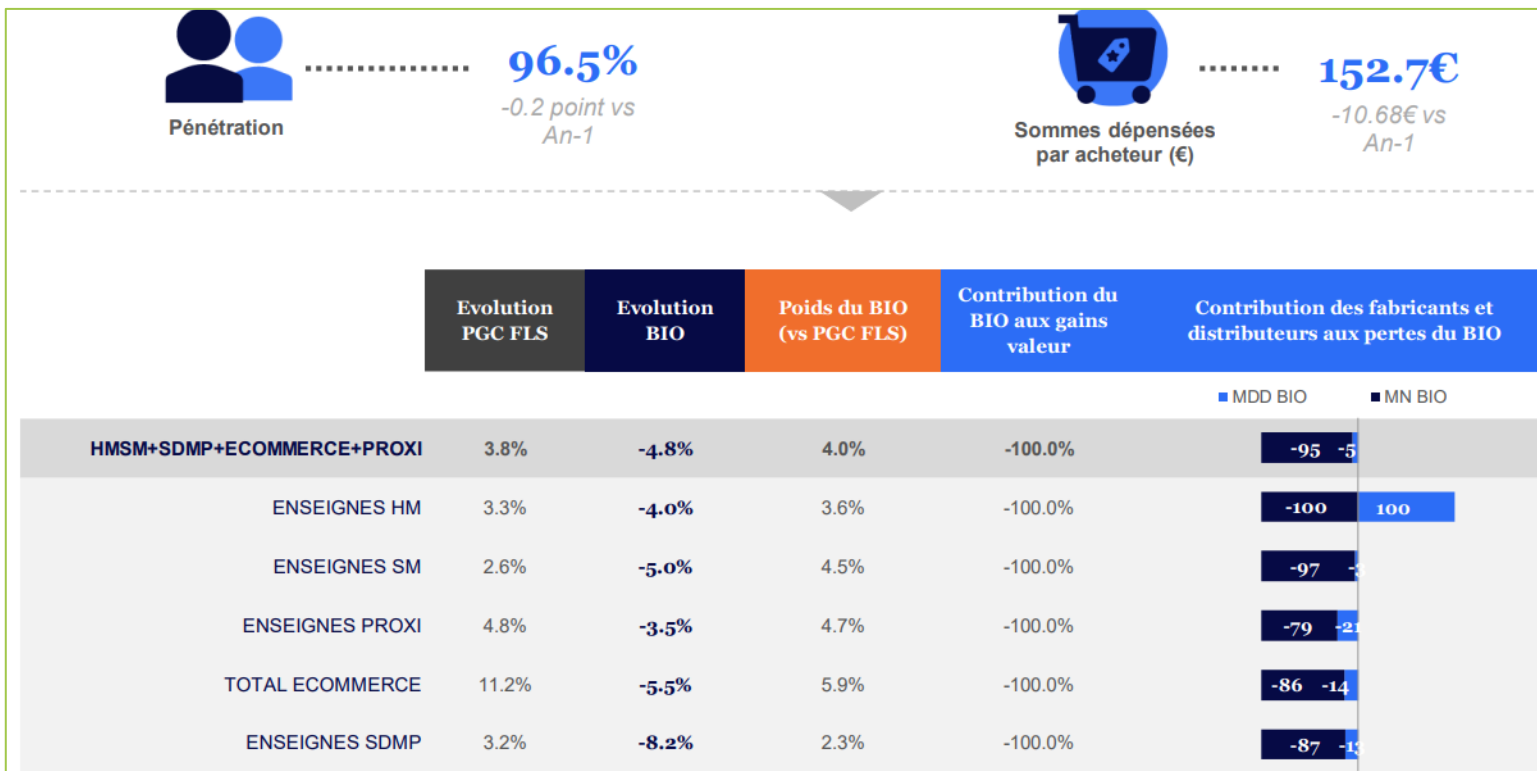 96.5%
-0.2 point vs
An-1
Pénétration
152.7€
-10.68€ vs
An-1
Sommes dépensées
par acheteur (€)
Evolution
PGC FLS
Evolution
BIO
Poids du BIO
(vs PGC FLS)
Contribution du
BIO aux gains
valeur
Contribution des fabricants et
distributeurs aux pertes du BIO
MDD BIO MN BIO
HMSM+SDMP+ECOMMERCE+PROXI 3.8% -4.8% 4.0% -100.0% -95 -5
ENSEIGNES HM 3.3% -4.0% 3.6% -100.0% -100 100
ENSEIGNES SM 2.6% -5.0% 4.5% -100.0% -97 -3
ENSEIGNES PROXI 4.8% -3.5% 4.7% -100.0% -79 -21
TOTAL ECOMMERCE 11.2% -5.5% 5.9% -100.0% -86 -14
ENSEIGNES SDMP 3.2% -8.2% 2.3% -100.0% -87 -13